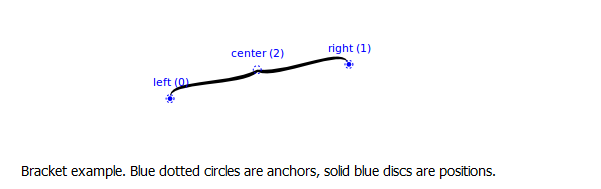 right (1)
center (2)
left (0)
Bracket example. Blue dotted circles are anchors, solid blue discs are positions.